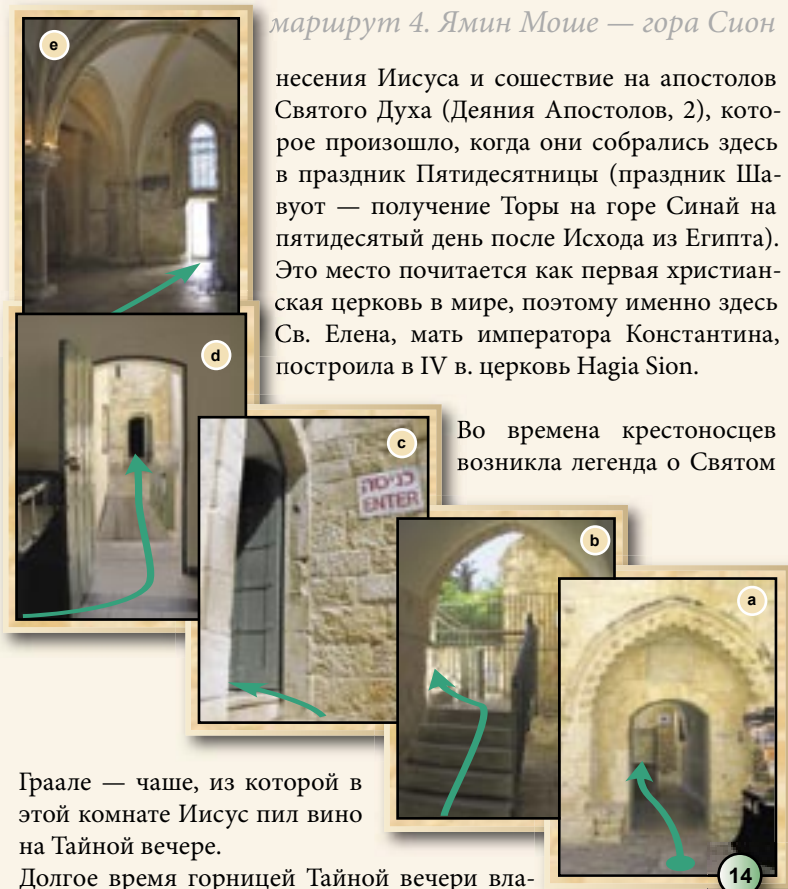 маршрут 4. Ямин Моше — гора Сион
несения Иисуса и сошествие на апостолов
Святого Духа (Деяния Апостолов, 2), кото-
рое произошло, когда они собрались здесь
в праздник Пятидесятницы (праздник Ша-
вуот — получение Торы на горе Синай на
пятидесятый день после Исхода из Египта).
Это место почитается как первая христиан-
ская церковь в мире, поэтому именно здесь
Св. Елена, мать императора Константина,
построила в IV в. церковь Hagia Sion.
Во времена крестоносцев
возникла легенда о Святом
Граале — чаше, из которой в
этой комнате Иисус пил вино
на Тайной вечере.
Долгое время горницей Тайной вечери вла-
e
d
c
כניסה
ENTER
b
a
14